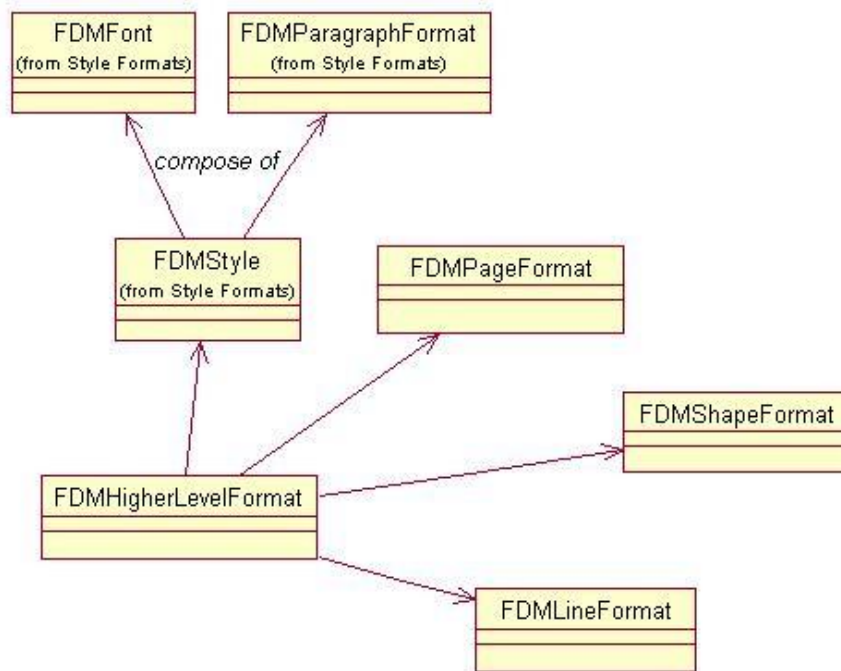 FDMFont
(from Style Formats)
FDMParagraphFormat
(from Style Formats)
compose of
FDMStyle
(from Style Formats)
FDMPageFormat
FDMShapeFormat
FDMHigherLevelFormat
FDMLineFormat